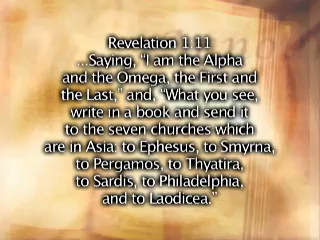 Revelation 1:11
...Saying, “I am the Alpha
and the Omega, the First and
the Last,” and, “What you see,
write in a book and send it
to the seven churches which
are in Asia: to Ephesus, to Smyrna,
to Pergamos, to Thyatira,
to Sardis, to Philadelphia,
and to Laodicea.”